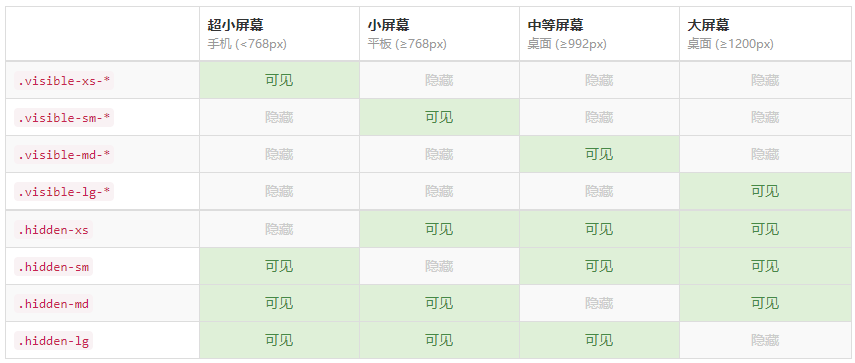 超小屏幕 小屏幕 中等屏幕 大屏幕
手机 (<768px) 平板 (≥768px) 桌面 (≥992px) 桌面 (≥1200px)
.visible-xs-* 可见 隐藏 隐藏 隐藏
.visible-sm-* 隐藏 可见 隐藏 隐藏
.visible-md-* 隐藏 隐藏 可见 隐藏
.visible-lg-* 隐藏 隐藏 隐藏 可见
.hidden-xs 隐藏 可见 可见 可见
.hidden-sm 可见 隐藏 可见 可见
.hidden-md 可见 可见 隐藏 可见
.hidden-lg 可见 可见 可见 隐藏